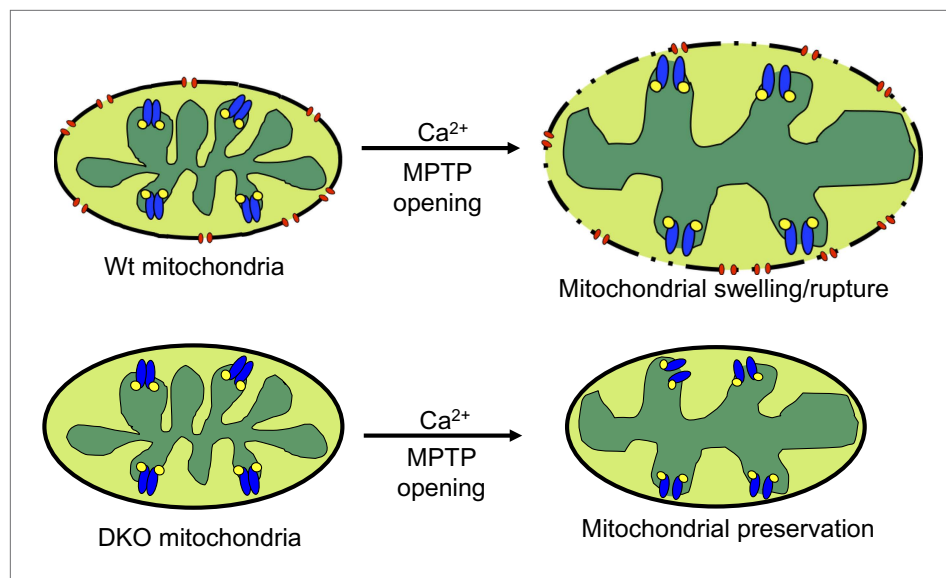 Ca²⁺
MPTP
opening
Wt mitochondria
Mitochondrial swelling/rupture
Ca²⁺
MPTP
opening
DKO mitochondria
Mitochondrial preservation